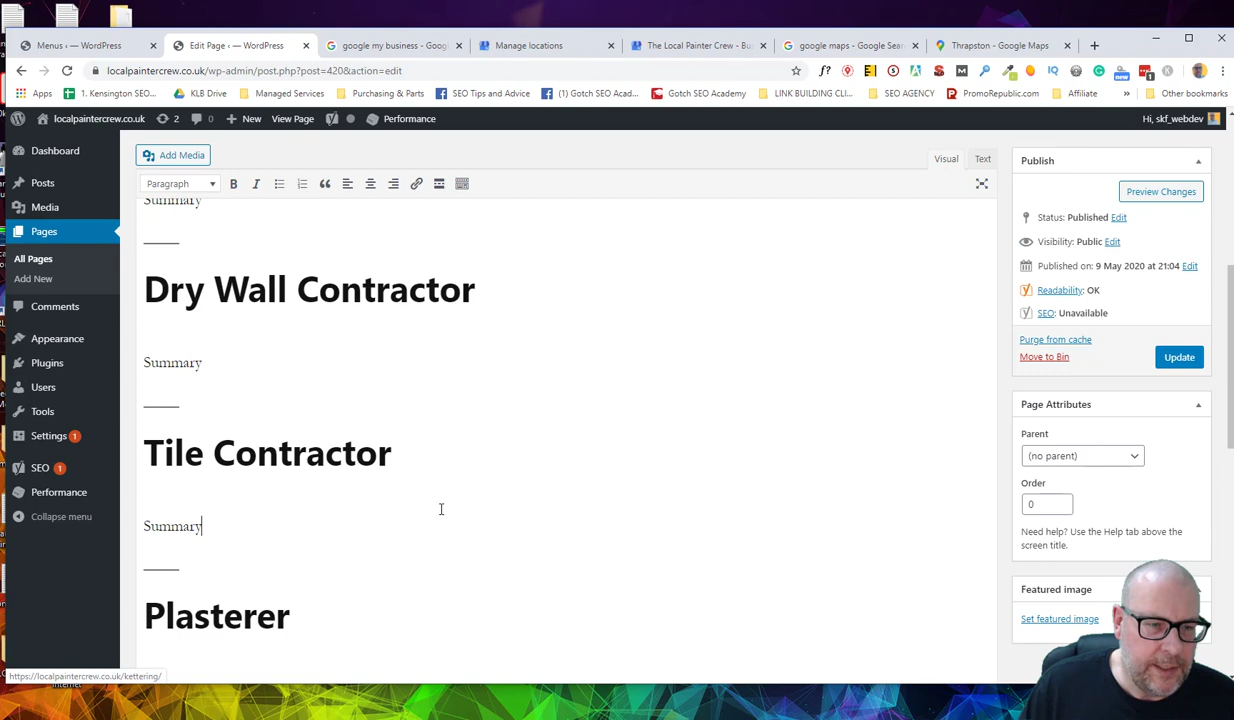 Menus ‹ — WordPress
Edit Page ‹ — WordPress
google my business - Goog
Manage locations
The Local Painter Crew - Bu
google maps - Google Sear
Thrapston - Google Maps
localpaintercrew.co.uk/wp-admin/post.php?post=420&action=edit
Apps
1. Kensington SEO...
KLB Drive
Managed Services
Purchasing & Parts
SEO Tips and Advice
(1) Gotch SEO Acad...
Gotch SEO Academy
LINK BUILDING CLI...
SEO AGENCY
PromoRepublic.com
Affiliate
Other bookmarks
localpaintercrew.co.uk
2
0
New
View Page
Performance
Hi, skf_webdev
Dashboard
Posts
Media
Pages
All Pages
Add New
Comments
Appearance
Plugins
Users
Tools
Settings 1
SEO 1
Performance
Collapse menu
Add Media
Visual
Text
Paragraph
Summary
Dry Wall Contractor
Summary
Tile Contractor
Summary
Plasterer
Publish
Preview Changes
Status: Published Edit
Visibility: Public Edit
Published on: 9 May 2020 at 21:04 Edit
Readability: OK
SEO: Unavailable
Purge from cache
Move to Bin
Update
Page Attributes
Parent
(no parent)
Order
0
Need help? Use the Help tab above the
screen title.
Featured image
Set featured image
https://localpaintercrew.co.uk/kettering/